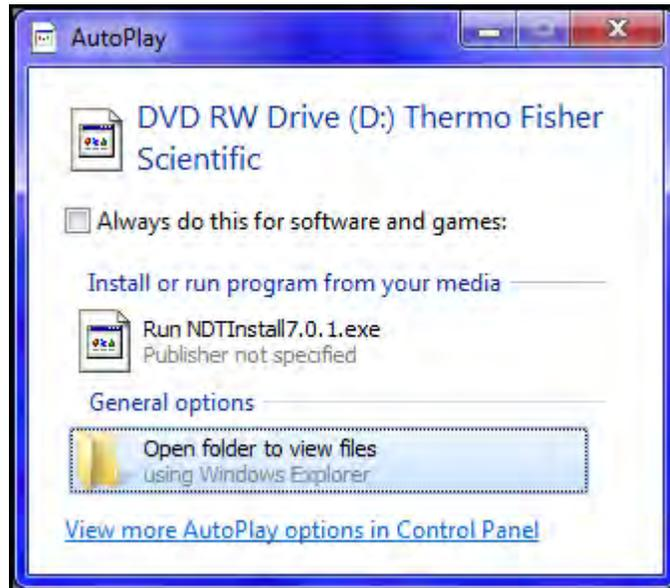 AutoPlay
DVD RW Drive (D:) Thermo Fisher
Scientific
Always do this for software and games:
Install or run program from your media
Run NDTInstall7.0.1.exe
Publisher not specified
General options
Open folder to view files
using Windows Explorer
View more AutoPlay options in Control Panel